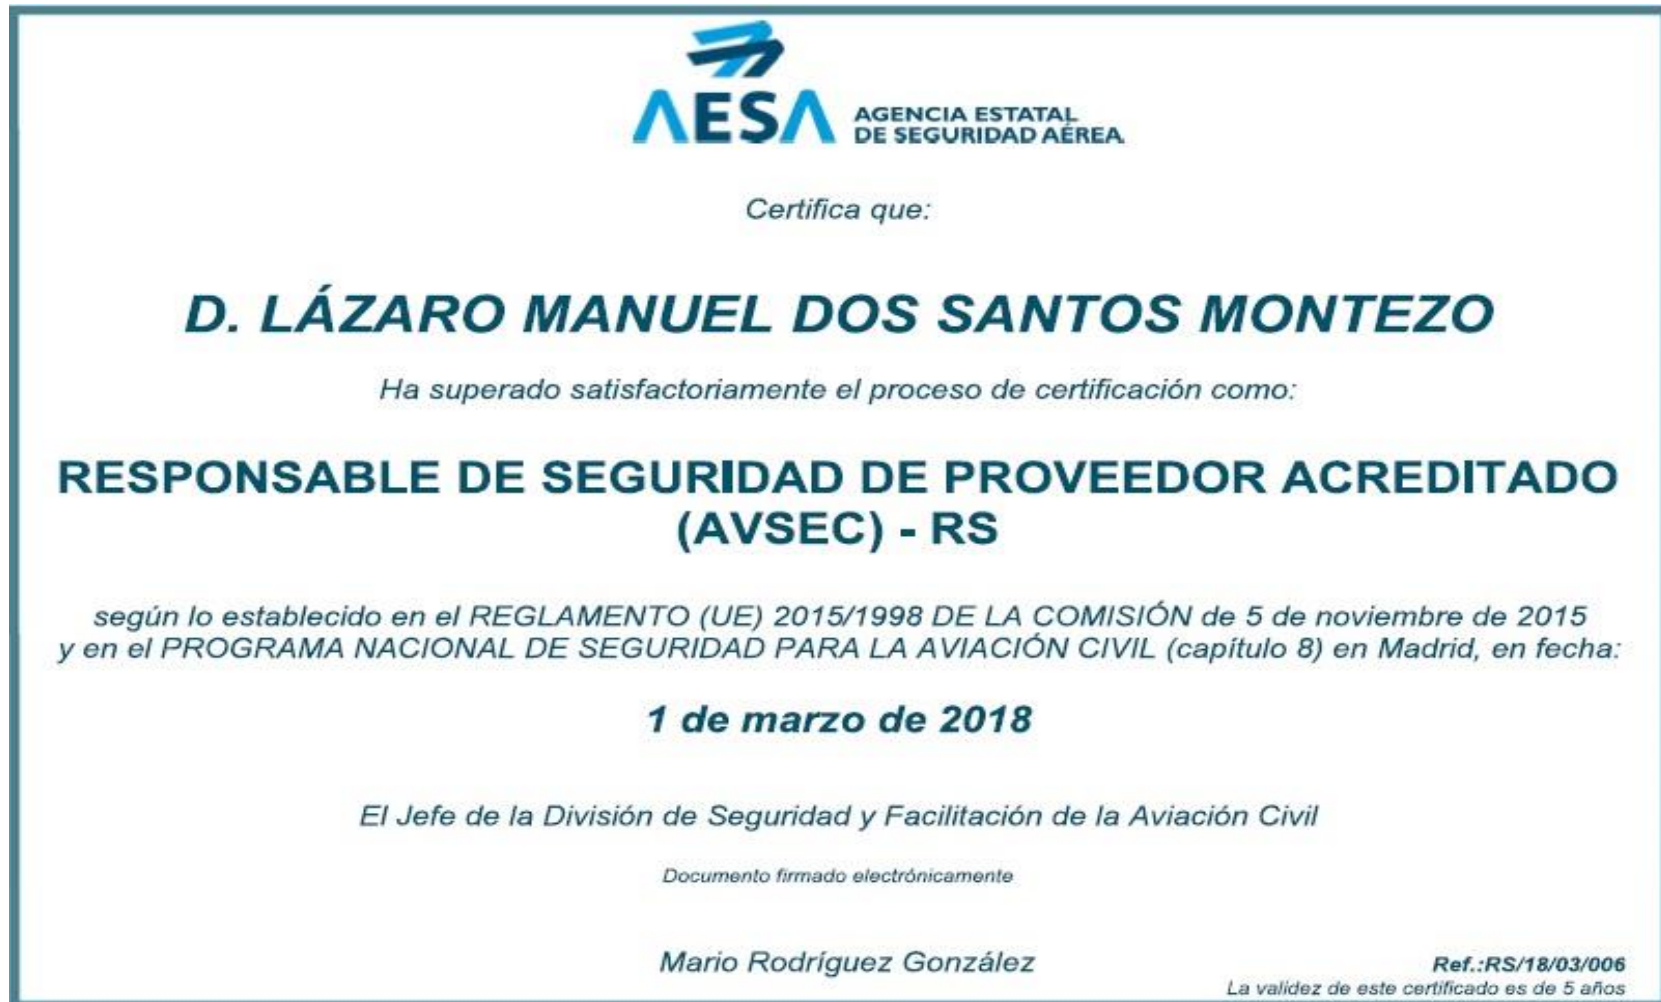 AESA AGENCIA ESTATAL
DE SEGURIDAD AÉREA
Certifica que:
D. LÁZARO MANUEL DOS SANTOS MONTEZO
Ha superado satisfactoriamente el proceso de certificación como:
RESPONSABLE DE SEGURIDAD DE PROVEEDOR ACREDITADO
(AVSEC) - RS
según lo establecido en el REGLAMENTO (UE) 2015/1998 DE LA COMISIÓN de 5 de noviembre de 2015
y en el PROGRAMA NACIONAL DE SEGURIDAD PARA LA AVIACIÓN CIVIL (capítulo 8) en Madrid, en fecha:
1 de marzo de 2018
El Jefe de la División de Seguridad y Facilitación de la Aviación Civil
Documento firmado electrónicamente
Mario Rodríguez González
Ref.:RS/18/03/006
La validez de este certificado es de 5 años